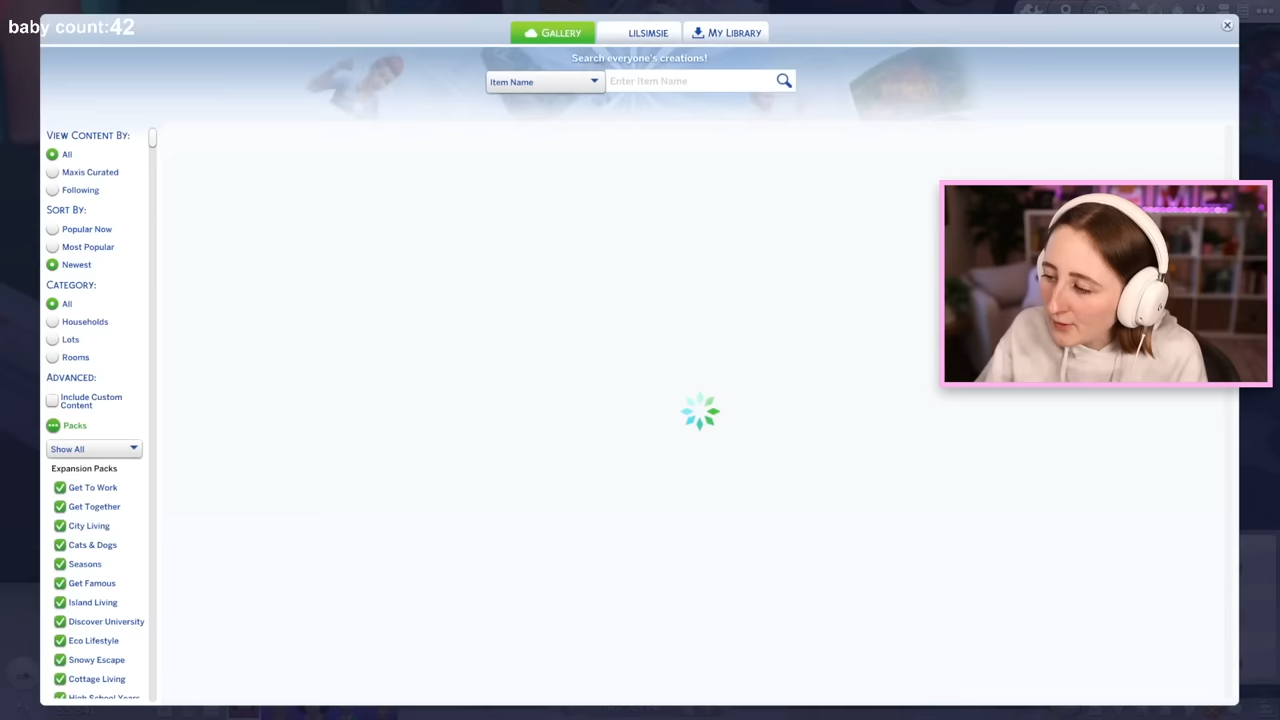 baby count:42
GALLERY
LILSIMSIE
MY LIBRARY
Search everyone's creations!
Item Name
Enter Item Name
VIEW CONTENT BY:
All
Maxis Curated
Following
SORT BY:
Popular Now
Most Popular
Newest
CATEGORY:
All
Households
Lots
Rooms
ADVANCED:
Include Custom
Content
Packs
Show All
Expansion Packs
Get To Work
Get Together
City Living
Cats & Dogs
Seasons
Get Famous
Island Living
Discover University
Eco Lifestyle
Snowy Escape
Cottage Living
High School Years